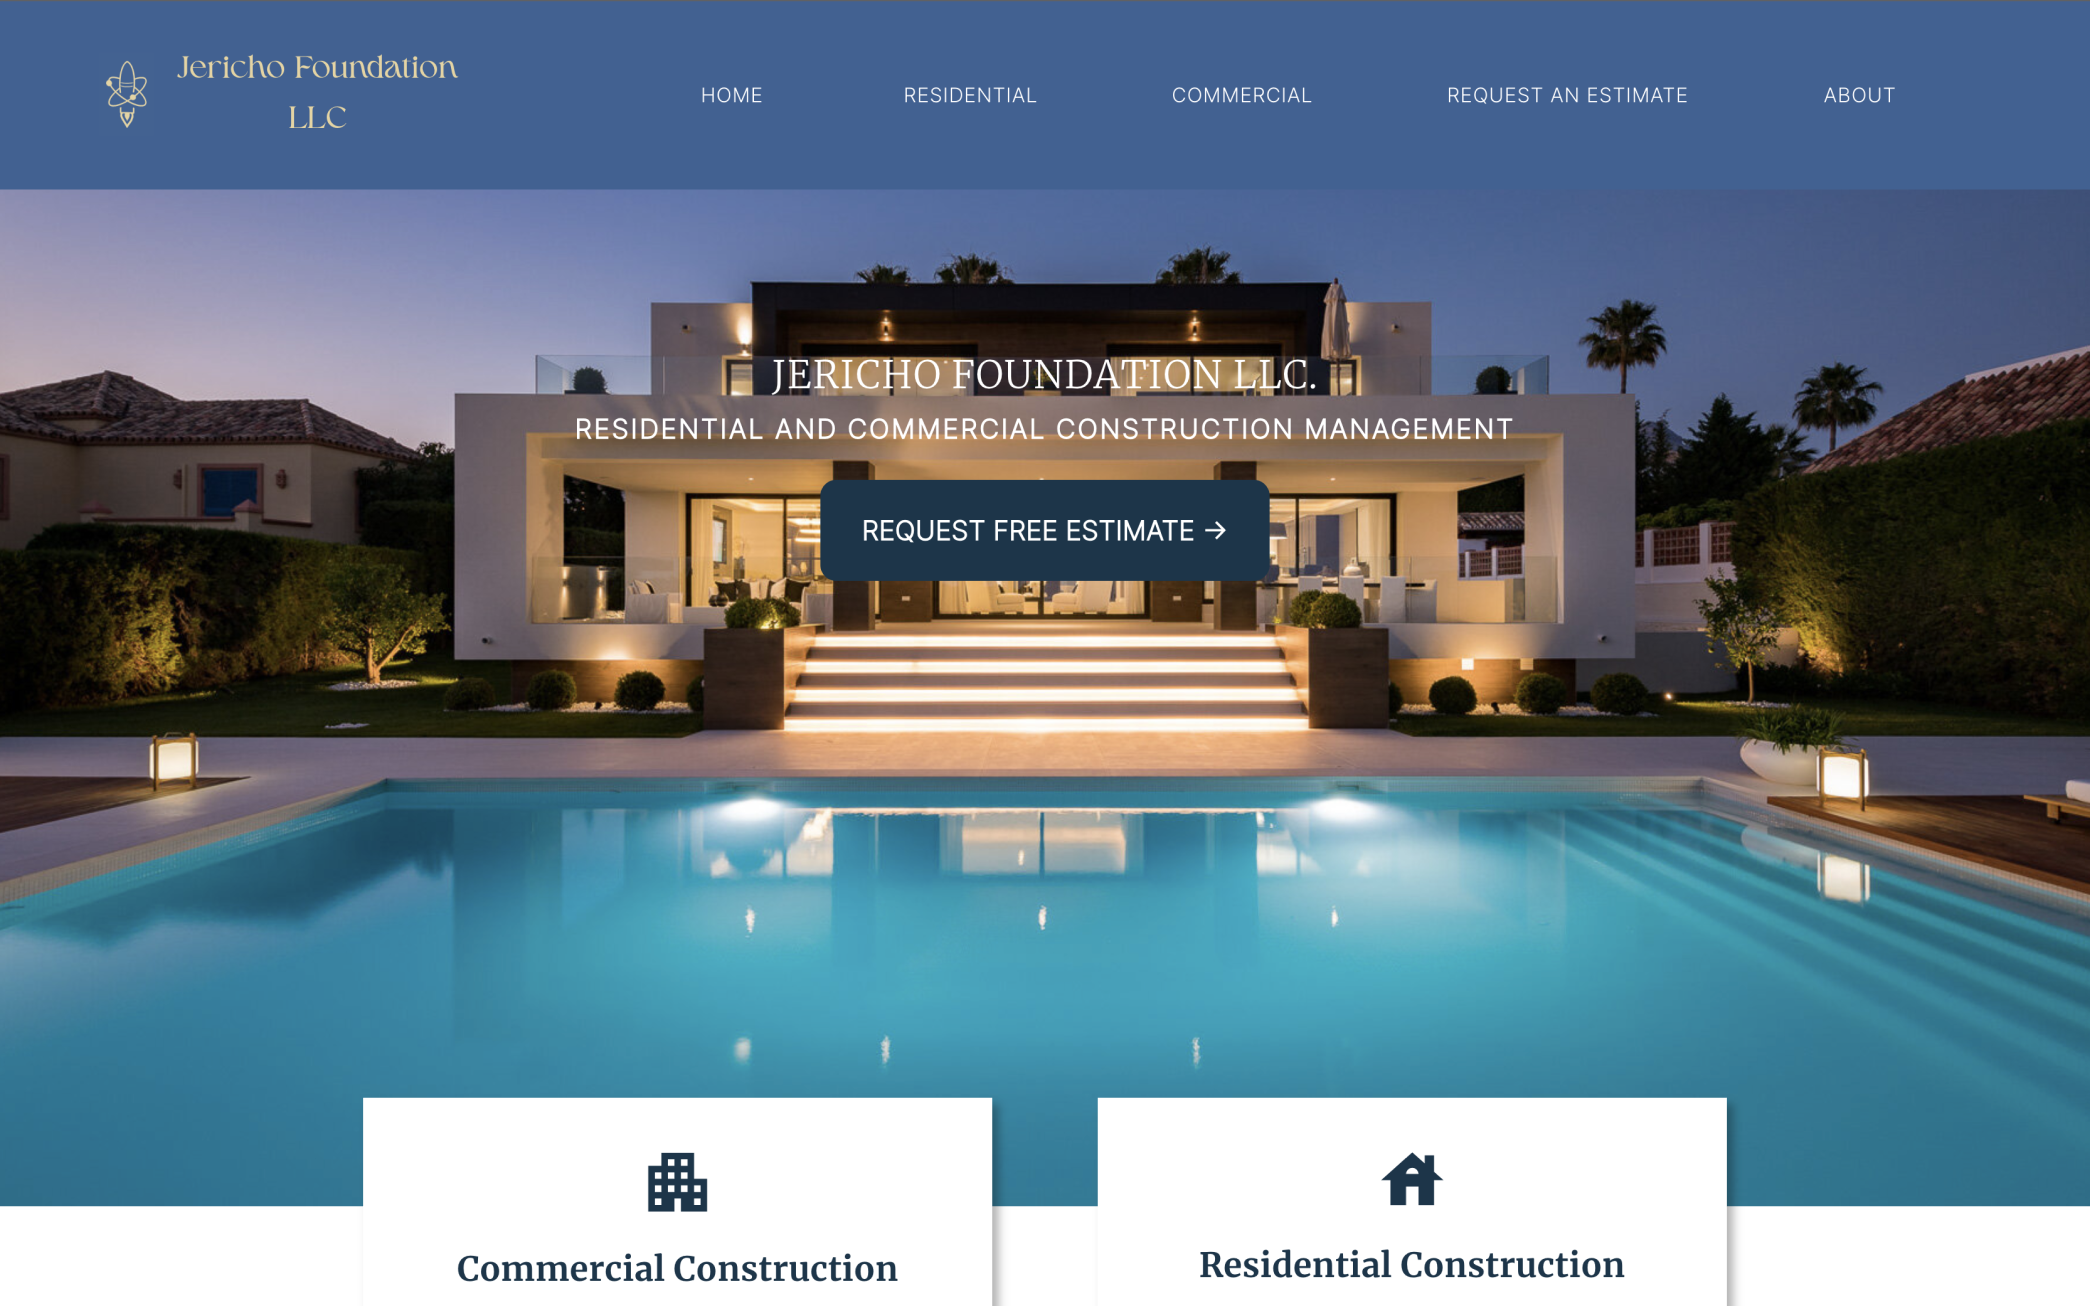 Jericho Foundation
LLC
HOME
RESIDENTIAL
COMMERCIAL
REQUEST AN ESTIMATE
ABOUT
JERICHO FOUNDATION LLC.
RESIDENTIAL AND COMMERCIAL CONSTRUCTION MANAGEMENT
REQUEST FREE ESTIMATE →
Commercial Construction
Residential Construction